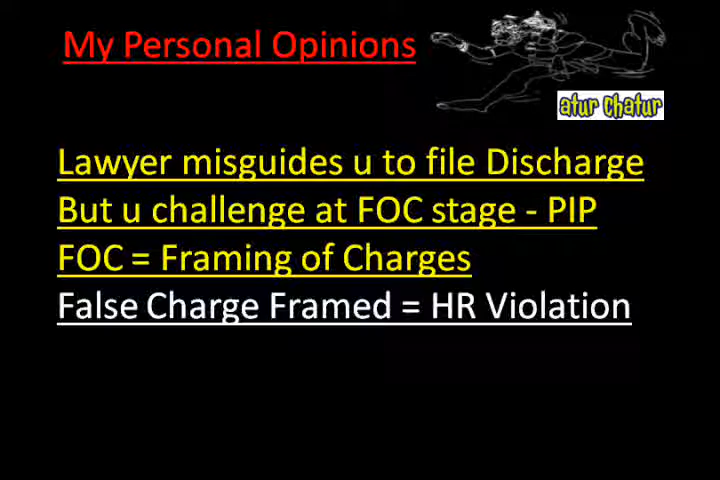 My Personal Opinions
atur chatur
Lawyer misguides u to file Discharge
But u challenge at FOC stage - PIP
FOC = Framing of Charges
False Charge Framed = HR Violation